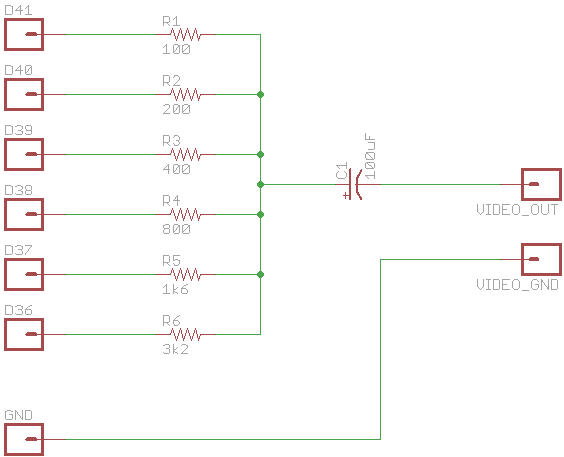 D41
R1
100
D40
R2
200
D39
R3
400
C1
100uF
+
D38
R4
800
VIDEO_OUT
D37
R5
1k6
VIDEO_GND
D36
R6
3k2
GND